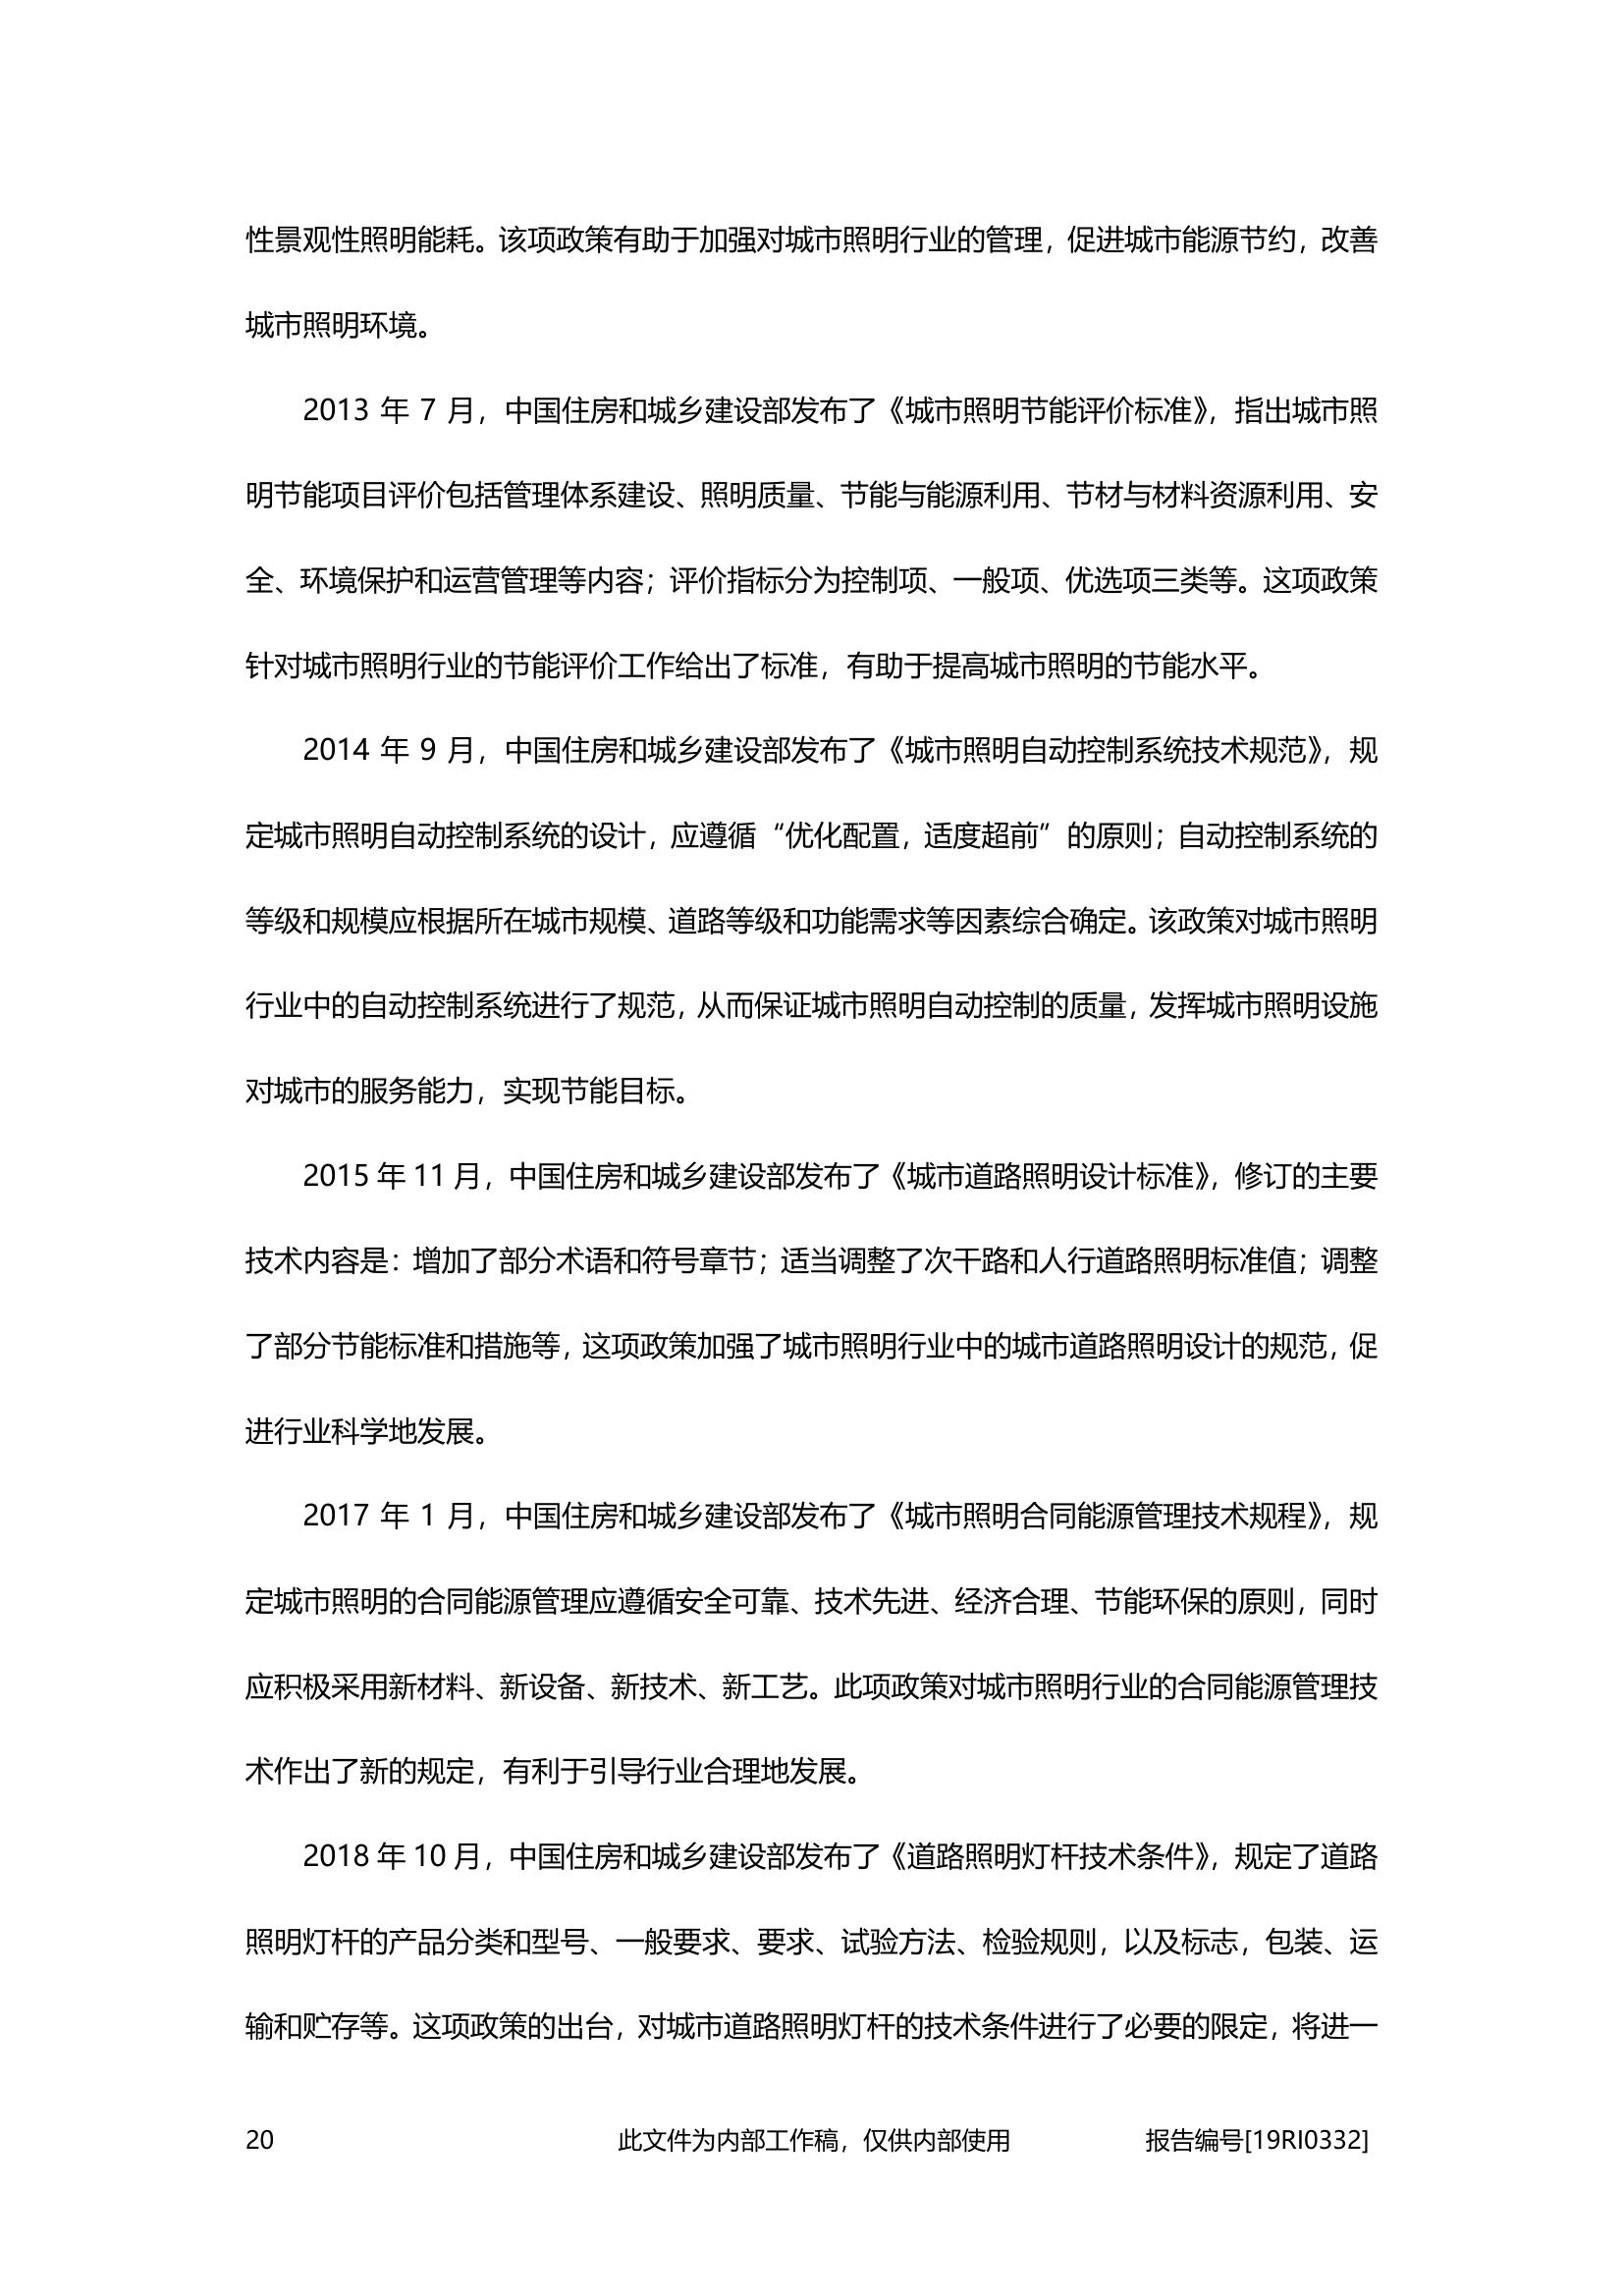 性景观性照明能耗。该项政策有助于加强对城市照明行业的管理，促进城市能源节约，改善
城市照明环境。
2013 年 7 月，中国住房和城乡建设部发布了《城市照明节能评价标准》，指出城市照
明节能项目评价包括管理体系建设、照明质量、节能与能源利用、节材与材料资源利用、安
全、环境保护和运营管理等内容；评价指标分为控制项、一般项、优选项三类等。这项政策
针对城市照明行业的节能评价工作给出了标准，有助于提高城市照明的节能水平。
2014 年 9 月，中国住房和城乡建设部发布了《城市照明自动控制系统技术规范》，规
定城市照明自动控制系统的设计，应遵循“优化配置，适度超前”的原则；自动控制系统的
等级和规模应根据所在城市规模、道路等级和功能需求等因素综合确定。该政策对城市照明
行业中的自动控制系统进行了规范，从而保证城市照明自动控制的质量，发挥城市照明设施
对城市的服务能力，实现节能目标。
2015 年 11 月，中国住房和城乡建设部发布了《城市道路照明设计标准》，修订的主要
技术内容是：增加了部分术语和符号章节；适当调整了次干路和人行道路照明标准值；调整
了部分节能标准和措施等，这项政策加强了城市照明行业中的城市道路照明设计的规范，促
进行业科学地发展。
2017 年 1 月，中国住房和城乡建设部发布了《城市照明合同能源管理技术规程》，规
定城市照明的合同能源管理应遵循安全可靠、技术先进、经济合理、节能环保的原则，同时
应积极采用新材料、新设备、新技术、新工艺。此项政策对城市照明行业的合同能源管理技
术作出了新的规定，有利于引导行业合理地发展。
2018 年 10 月，中国住房和城乡建设部发布了《道路照明灯杆技术条件》，规定了道路
照明灯杆的产品分类和型号、一般要求、要求、试验方法、检验规则，以及标志，包装、运
输和贮存等。这项政策的出台，对城市道路照明灯杆的技术条件进行了必要的限定，将进一
20 此文件为内部工作稿，仅供内部使用 报告编号[19RI0332]